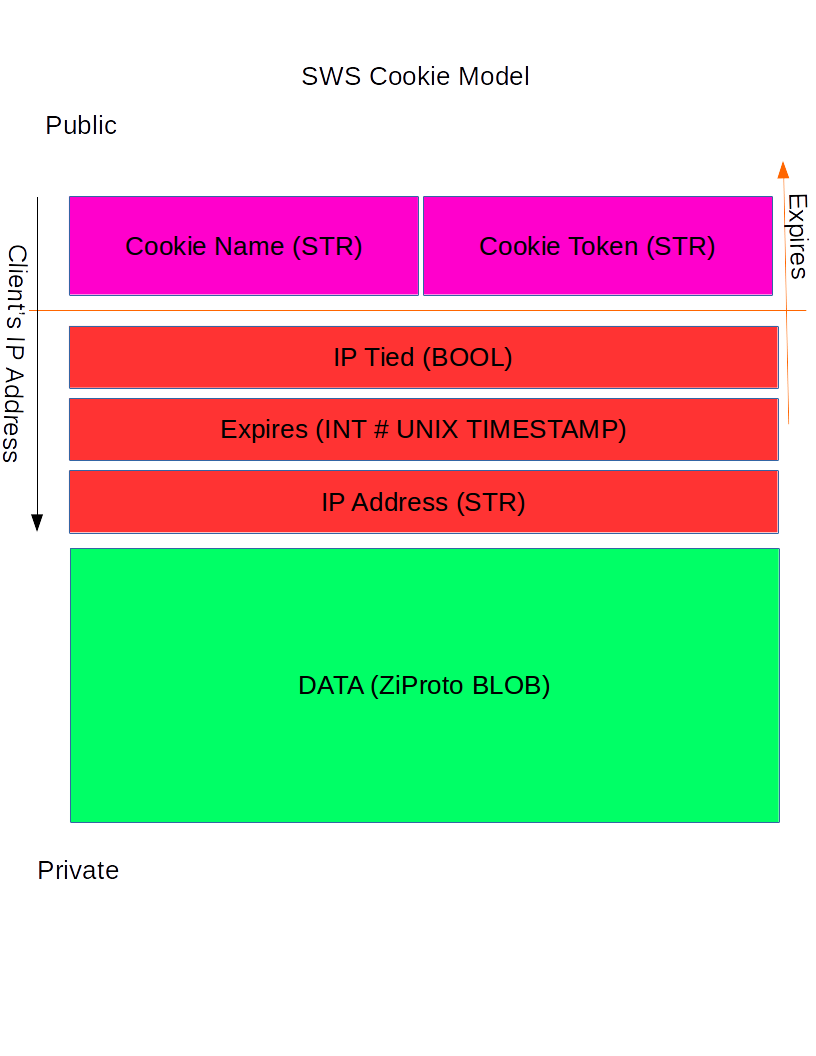 SWS Cookie Model
Public
Expires
Cookie Name (STR)
Cookie Token (STR)
Client's IP Address
IP Tied (BOOL)
Expires (INT # UNIX TIMESTAMP)
IP Address (STR)
DATA (ZiProto BLOB)
Private